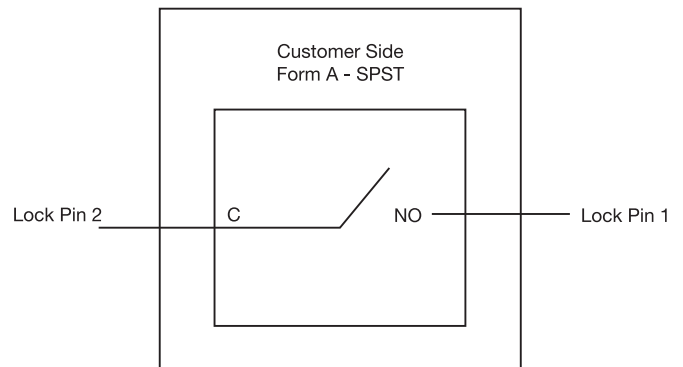 Customer Side
Form A - SPST
Lock Pin 2
C
NO
Lock Pin 1